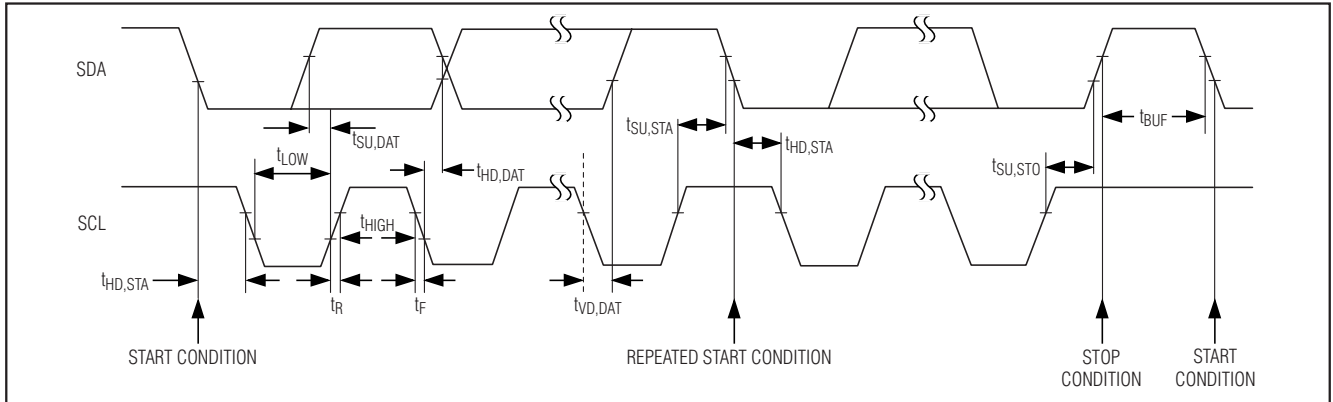 SDA
tSU,DAT
tLOW
tHD,DAT
tSU,STA
tHD,STA
tBUF
tSU,STO
SCL
tHIGH
tHD,STA
tR
tF
tVD,DAT
START CONDITION
REPEATED START CONDITION
STOP
CONDITION
START
CONDITION